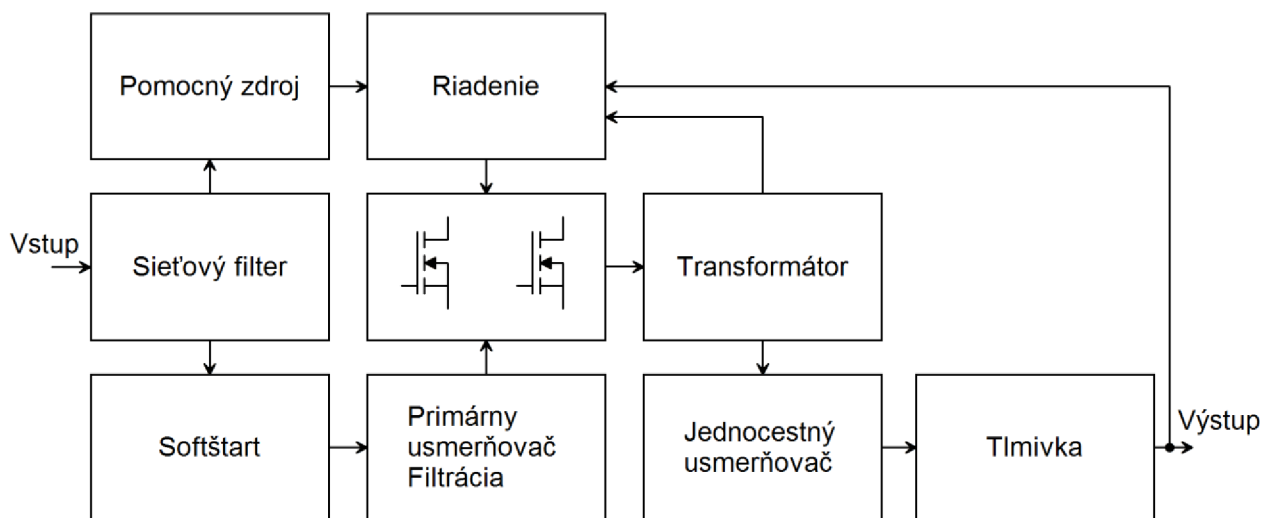 Pomocný zdroj
Riadenie
Vstup
Sieťový filter
Transformátor
Softštart
Primárny
usmerňovač
Filtrácia
Jednocestný
usmerňovač
Tlmivka
Výstup